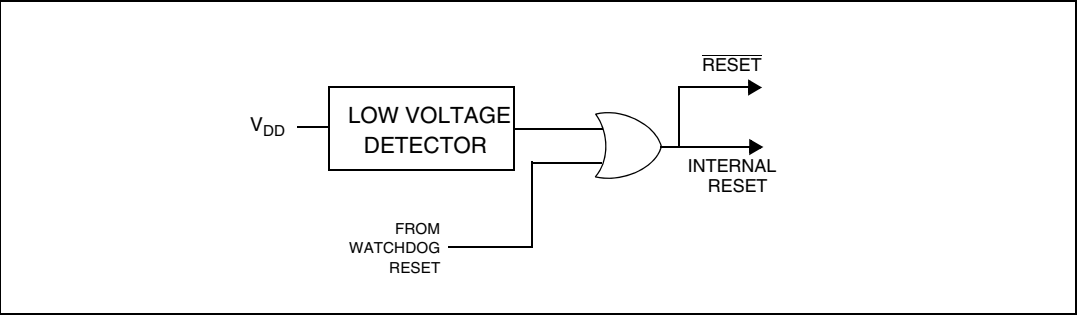 RESET
V_DD
LOW VOLTAGE
DETECTOR
INTERNAL
RESET
FROM
WATCHDOG
RESET